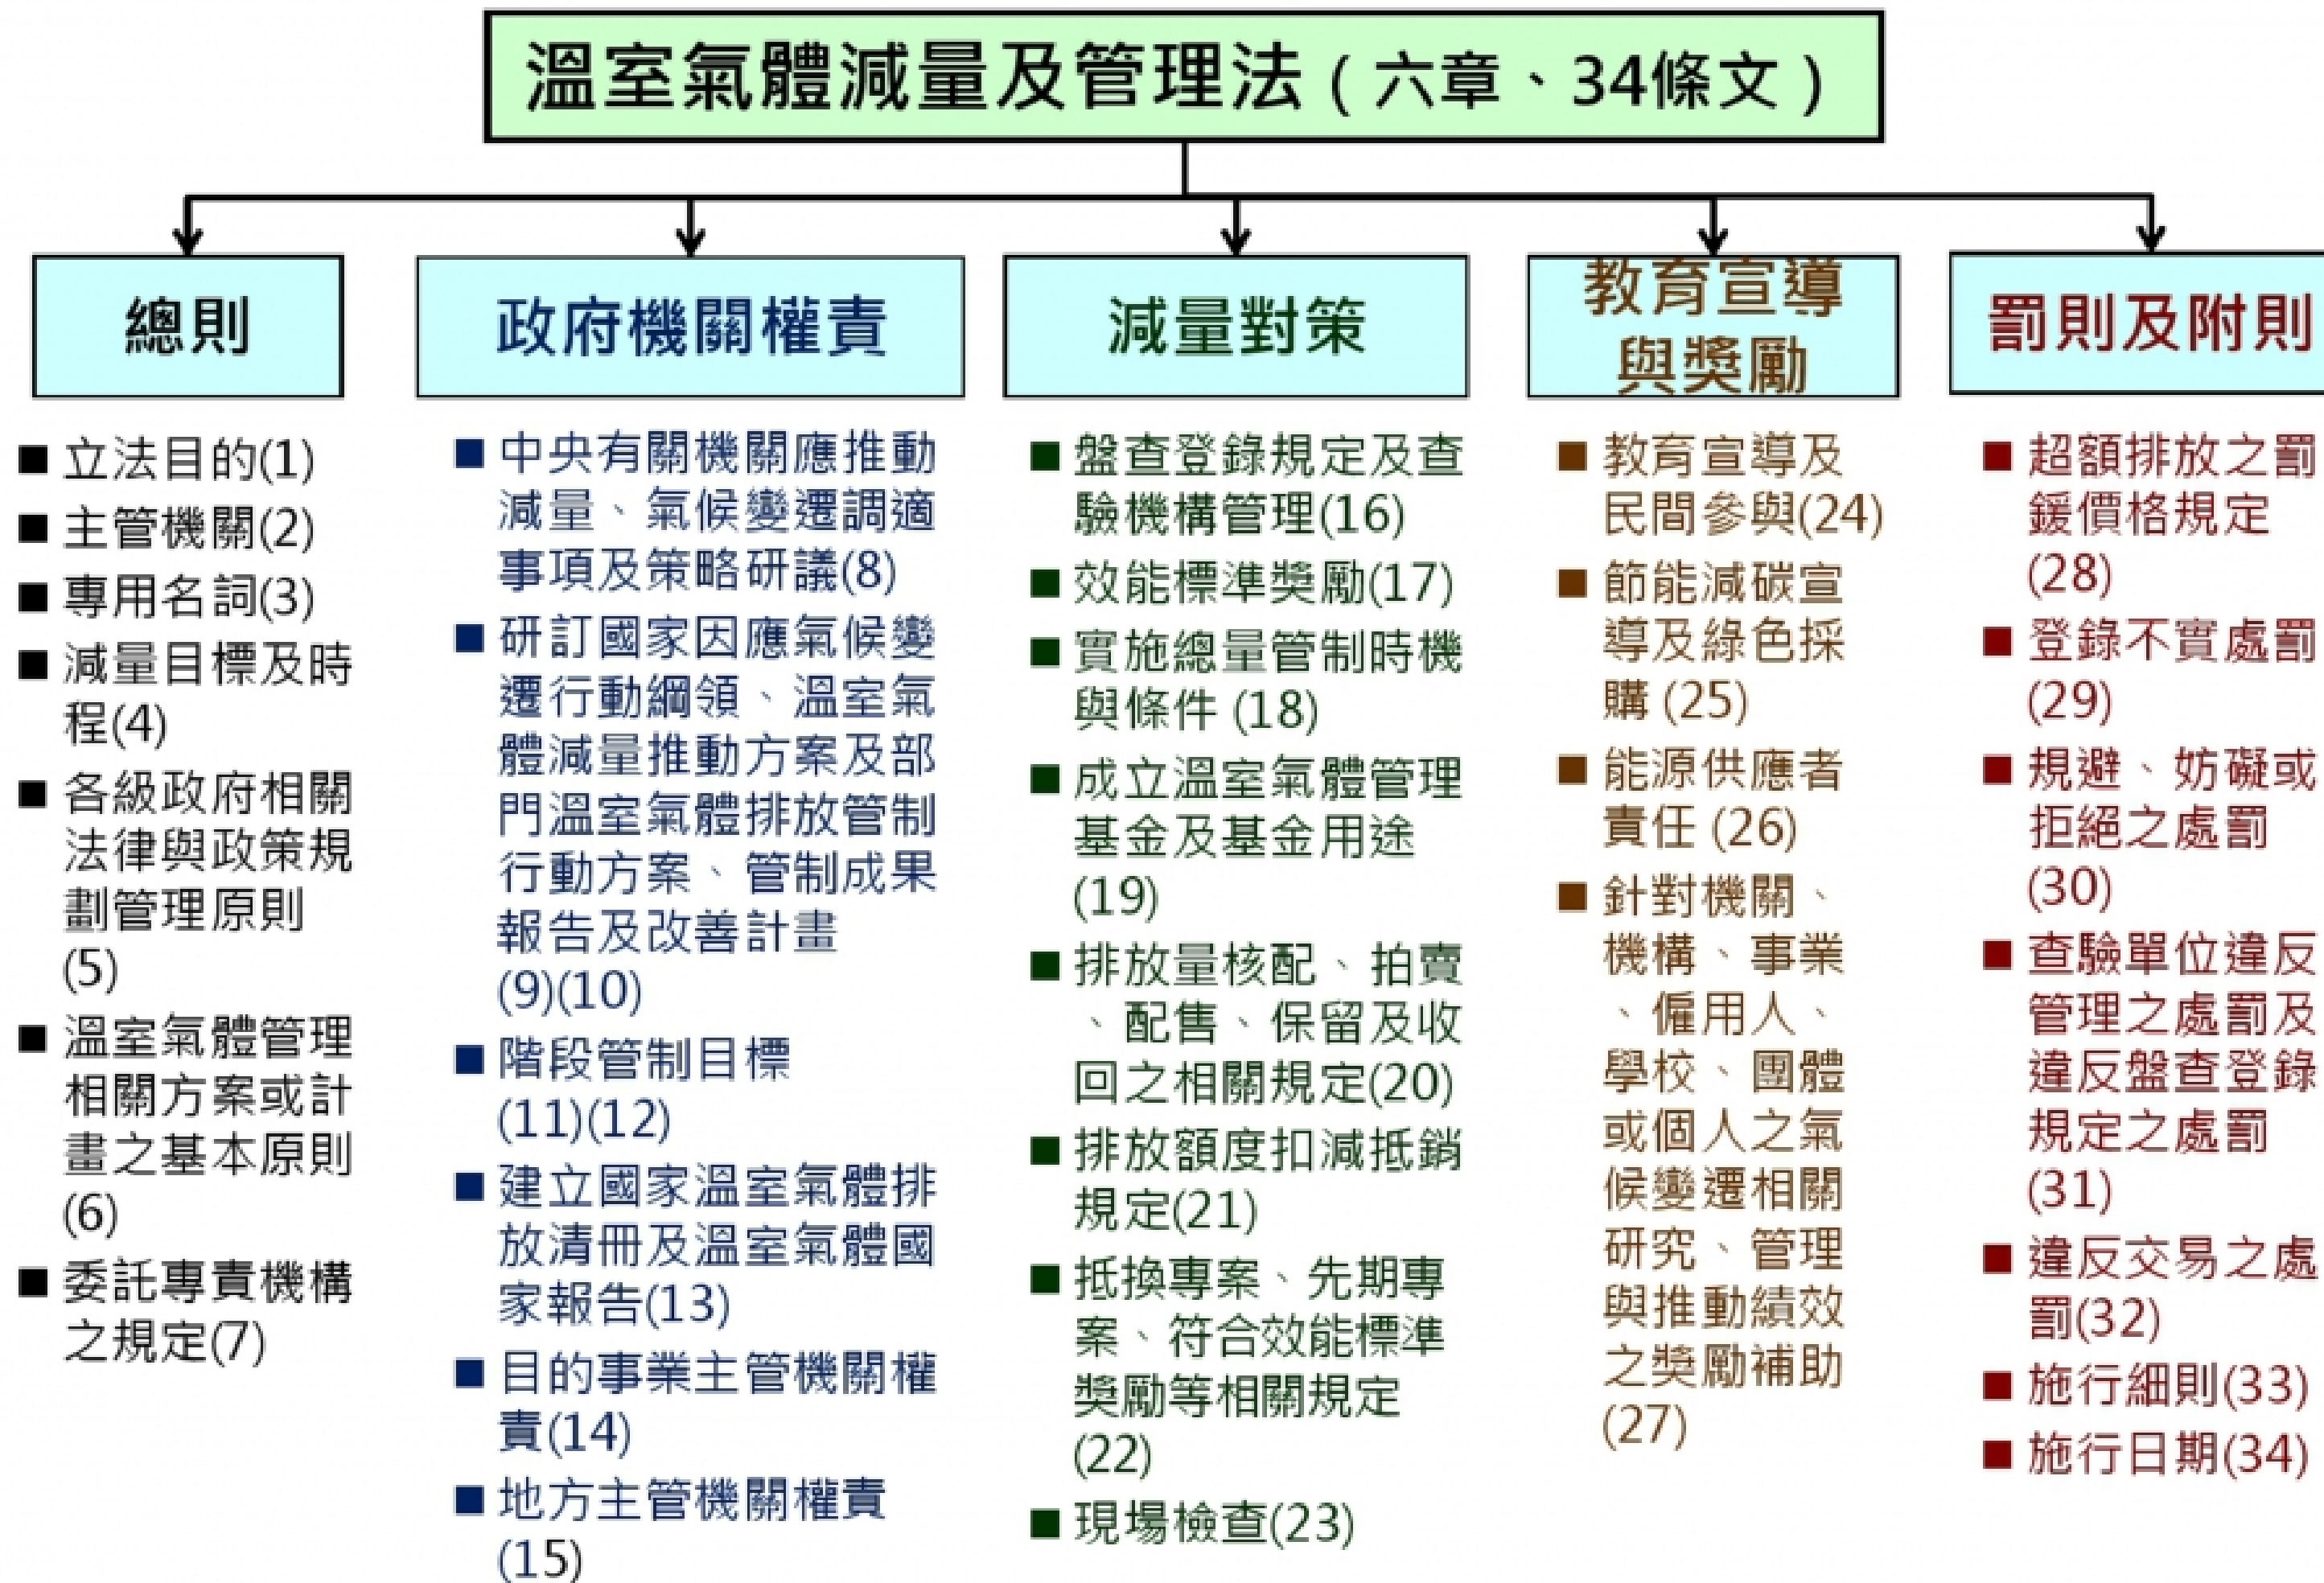 溫室氣體減量及管理法（六章、34條文）
總則
■ 立法目的(1)
■ 主管機關(2)
■ 專用名詞(3)
■ 減量目標及時
程(4)
■ 各級政府相關
法律與政策規
劃管理原則
(5)
■ 溫室氣體管理
相關方案或計
畫之基本原則
(6)
■ 委託專責機構
之規定(7)
政府機關權責
■ 中央有關機關應推動
減量、氣候變遷調適
事項及策略研議(8)
■ 研訂國家因應氣候變
遷行動綱領、溫室氣
體減量推動方案及部
門溫室氣體排放管制
行動方案、管制成果
報告及改善計畫
(9)(10)
■ 階段管制目標
(11)(12)
■ 建立國家溫室氣體排
放清冊及溫室氣體國
家報告(13)
■ 目的事業主管機關權
責(14)
■ 地方主管機關權責
(15)
減量對策
■ 盤查登錄規定及查
驗機構管理(16)
■ 效能標準獎勵(17)
■ 實施總量管制時機
與條件 (18)
■ 成立溫室氣體管理
基金及基金用途
(19)
■ 排放量核配、拍賣
、配售、保留及收
回之相關規定(20)
■ 排放額度扣減抵銷
規定(21)
■ 抵換專案、先期專
案、符合效能標準
獎勵等相關規定
(22)
■ 現場檢查(23)
教育宣導
與獎勵
■ 教育宣導及
民間參與(24)
■ 節能減碳宣
導及綠色採
購 (25)
■ 能源供應者
責任 (26)
■ 針對機關、
機構、事業
、僱用人、
學校、團體
或個人之氣
候變遷相關
研究、管理
與推動績效
之獎勵補助
(27)
罰則及附則
■ 超額排放之罰
鍰價格規定
(28)
■ 登錄不實處罰
(29)
■ 規避、妨礙或
拒絕之處罰
(30)
■ 查驗單位違反
管理之處罰及
違反盤查登錄
規定之處罰
(31)
■ 違反交易之處
罰(32)
■ 施行細則(33)
■ 施行日期(34)